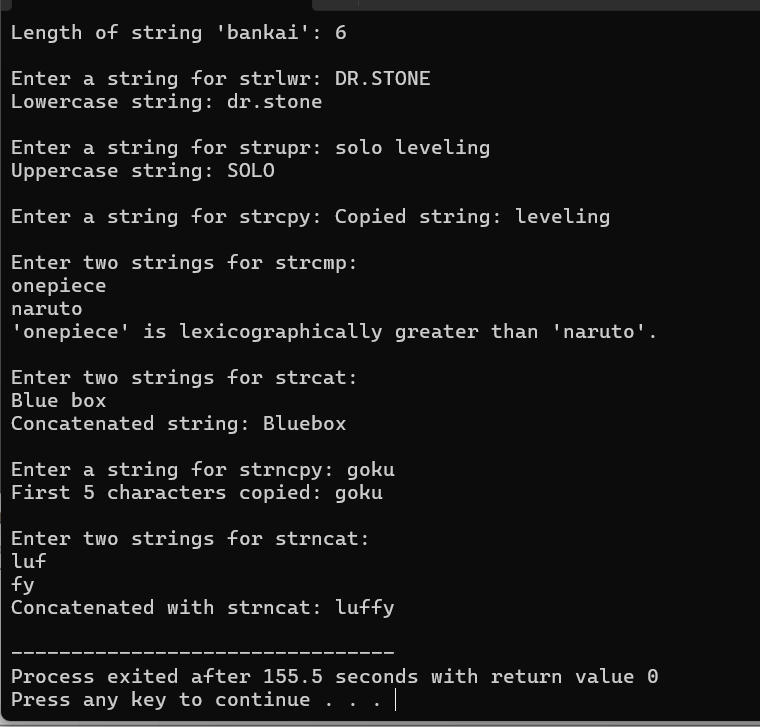 Length of string 'bankai': 6
Enter a string for strlwr: DR.STONE
Lowercase string: dr.stone
Enter a string for strupr: solo leveling
Uppercase string: SOLO
Enter a string for strcpy: Copied string: leveling
Enter two strings for strcmp:
onepiece
naruto
'onepiece' is lexicographically greater than 'naruto'.
Enter two strings for strcat:
Blue box
Concatenated string: Bluebox
Enter a string for strncpy: goku
First 5 characters copied: goku
Enter two strings for strncat:
luf
fy
Concatenated with strncat: luffy
--------------------------------
Process exited after 155.5 seconds with return value 0
Press any key to continue . . .